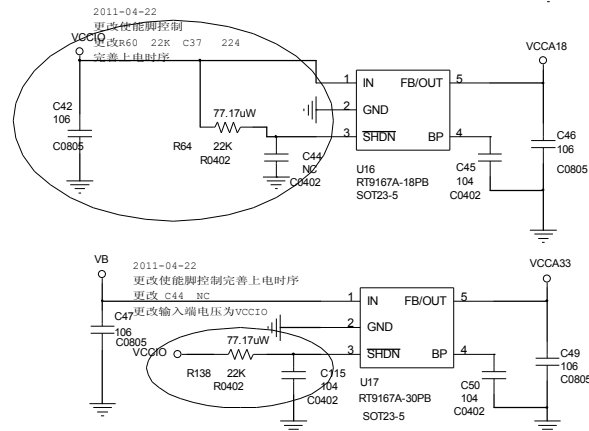 2011-04-22
更改使能脚控制
VCCIO
更改R60 22K C37 224
完善上电时序
VCCA18
1 IN FB/OUT 5
2 GND
3 SHDN BP 4
C42
106
C0805
77.17uW
R64 22K
R0402
C44
NC
C0402
C45
104
C0402
C46
106
C0805
U16
RT9167A-18PB
SOT23-5
VB
2011-04-22
更改使能脚控制完善上电时序
更改 C44 NC
更改输入端电压为VCCIO
VCCA33
1 IN FB/OUT 5
2 GND
3 SHDN BP 4
C47
106
C0805
VCCIO
77.17uW
R138 22K
R0402
C115
104
C0402
C50
104
C0402
C49
106
C0805
U17
RT9167A-30PB
SOT23-5